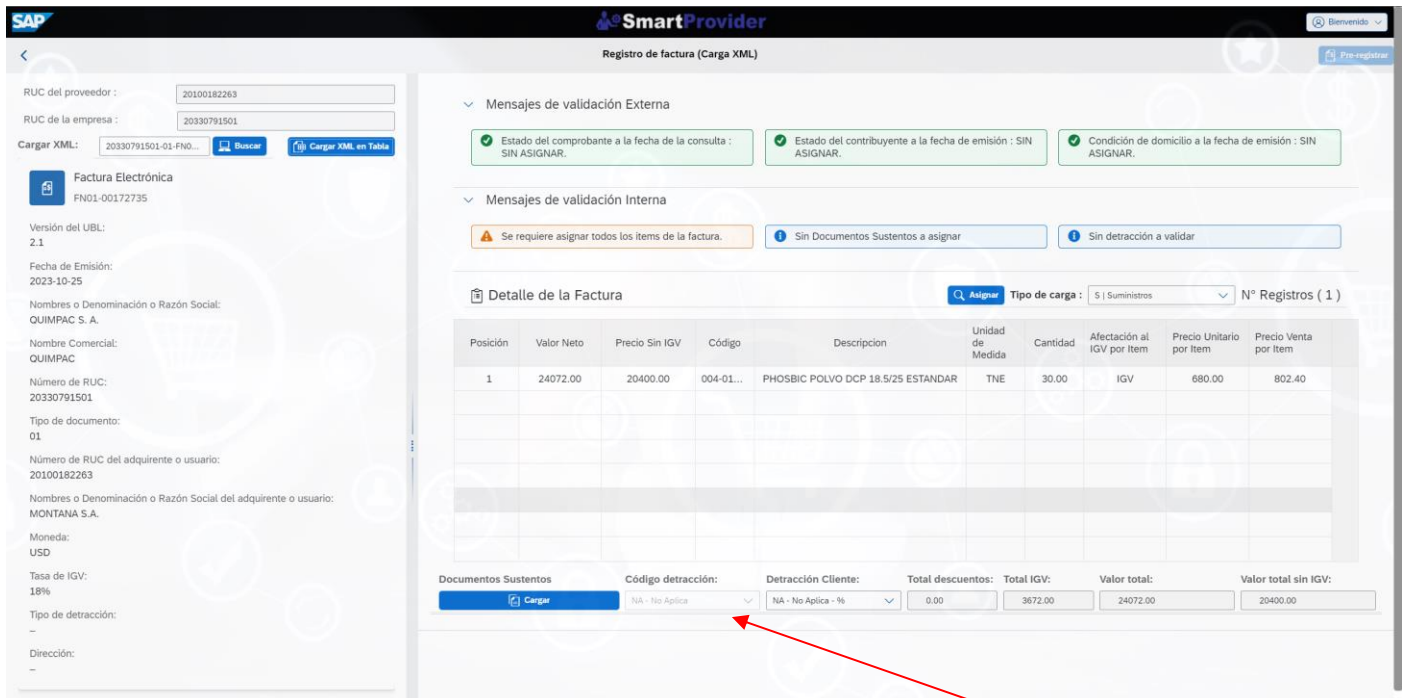 SAP
SmartProvider
Bienvenido
Registro de factura (Carga XML)
Pre-registrar
RUC del proveedor :
20100182263
RUC de la empresa :
20330791501
Cargar XML:
20330791501-01-FN0...
Buscar
Cargar XML en Tabla
Factura Electrónica
FN01-00172735
Versión del UBL:
2.1
Fecha de Emisión:
2023-10-25
Nombres o Denominación o Razón Social:
QUIMPAC S. A.
Nombre Comercial:
QUIMPAC
Número de RUC:
20330791501
Tipo de documento:
01
Número de RUC del adquirente o usuario:
20100182263
Nombres o Denominación o Razón Social del adquirente o usuario:
MONTANA S.A.
Moneda:
USD
Tasa de IGV:
18%
Tipo de detracción:
–
Dirección:
–
Mensajes de validación Externa
Estado del comprobante a la fecha de la consulta :
SIN ASIGNAR.
Estado del contribuyente a la fecha de emisión : SIN
ASIGNAR.
Condición de domicilio a la fecha de emisión : SIN
ASIGNAR.
Mensajes de validación Interna
Se requiere asignar todos los items de la factura.
Sin Documentos Sustentos a asignar
Sin detracción a validar
Detalle de la Factura
Asignar
Tipo de carga :
S | Suministros
N° Registros ( 1 )
Posición
Valor Neto
Precio Sin IGV
Código
Descripcion
Unidad
de
Medida
Cantidad
Afectación al
IGV por Item
Precio Unitario
por Item
Precio Venta
por Item
1
24072.00
20400.00
004-01...
PHOSBIC POLVO DCP 18.5/25 ESTANDAR
TNE
30.00
IGV
680.00
802.40
Documentos Sustentos
Código detracción:
Detracción Cliente:
Total descuentos:
Total IGV:
Valor total:
Valor total sin IGV:
Cargar
NA - No Aplica
NA - No Aplica - %
0.00
3672.00
24072.00
20400.00